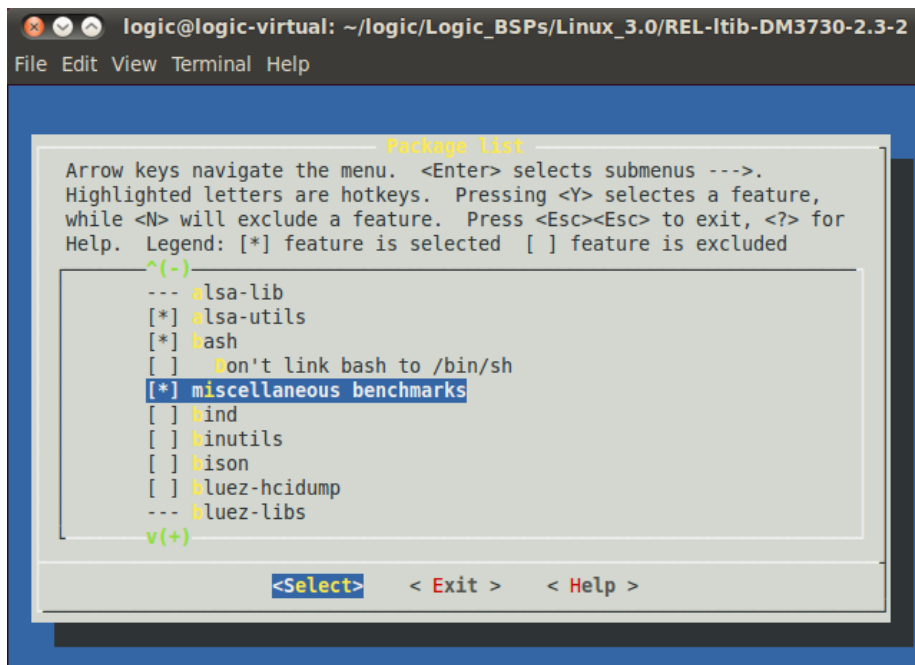 logic@logic-virtual: ~/logic/Logic_BSPs/Linux_3.0/REL-ltib-DM3730-2.3-2
File Edit View Terminal Help
Package list
Arrow keys navigate the menu. <Enter> selects submenus --->.
Highlighted letters are hotkeys. Pressing <Y> selectes a feature,
while <N> will exclude a feature. Press <Esc><Esc> to exit, <?> for
Help. Legend: [*] feature is selected [ ] feature is excluded
^(-)
--- alsa-lib
[*] alsa-utils
[*] bash
[ ] Don't link bash to /bin/sh
[*] miscellaneous benchmarks
[ ] bind
[ ] binutils
[ ] bison
[ ] bluez-hcidump
--- bluez-libs
v(+)
<Select> < Exit > < Help >